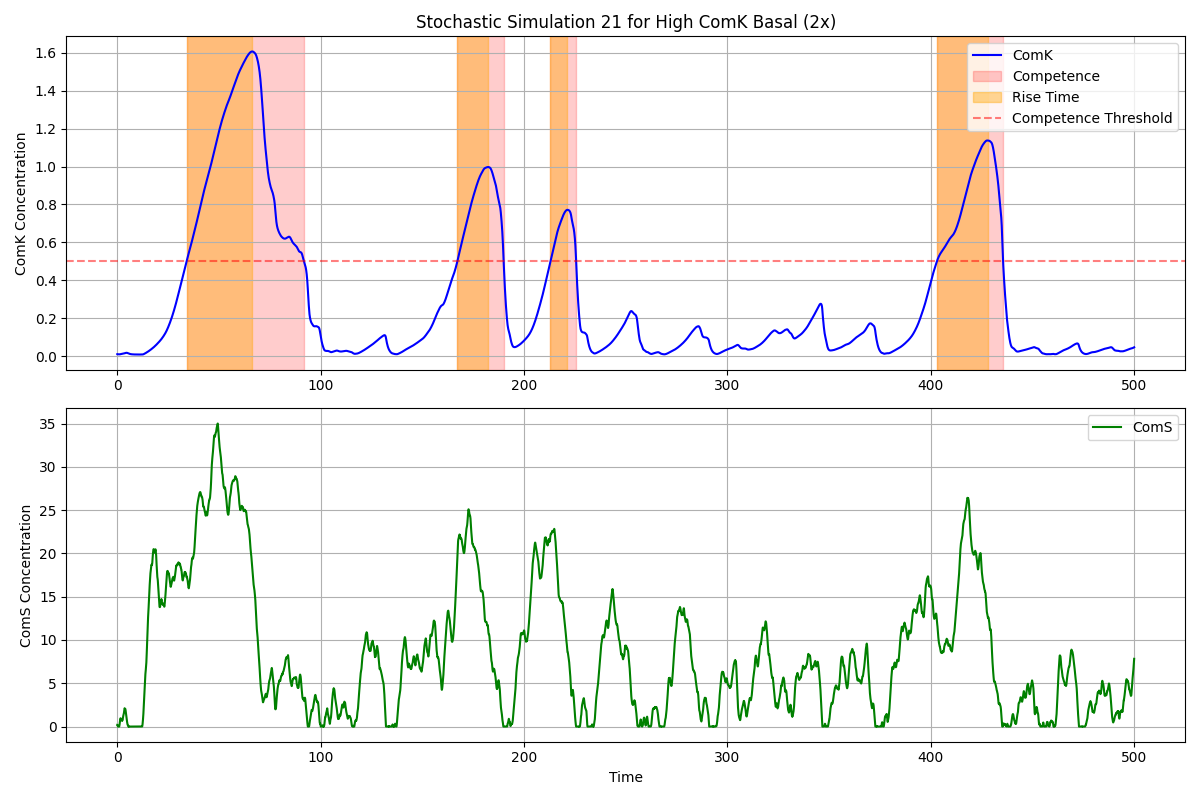 Stochastic Simulation 21 for High ComK Basal (2x)
ComK Concentration
1.6
1.4
1.2
1.0
0.8
0.6
0.4
0.2
0.0
ComK
Competence
Rise Time
Competence Threshold
0 100 200 300 400 500
ComS Concentration
35
30
25
20
15
10
5
0
ComS
0 100 200 300 400 500
Time